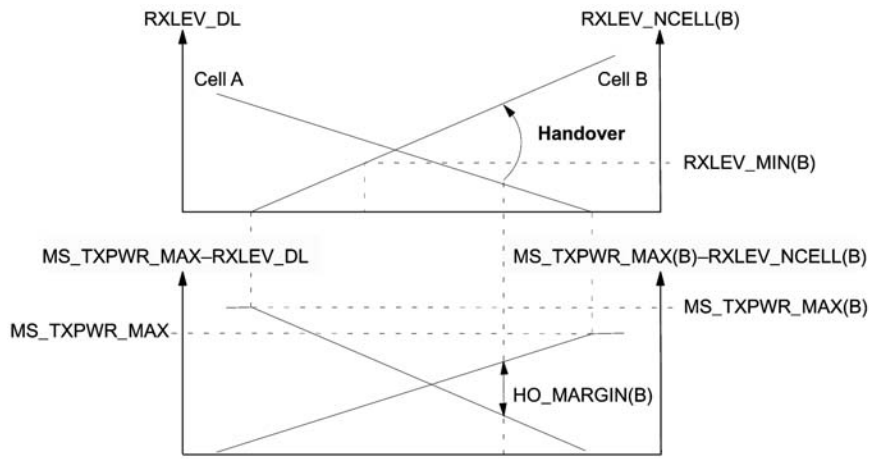 RXLEV_DL
RXLEV_NCELL(B)
Cell A
Cell B
Handover
RXLEV_MIN(B)
MS_TXPWR_MAX–RXLEV_DL
MS_TXPWR_MAX(B)–RXLEV_NCELL(B)
MS_TXPWR_MAX(B)
MS_TXPWR_MAX
HO_MARGIN(B)